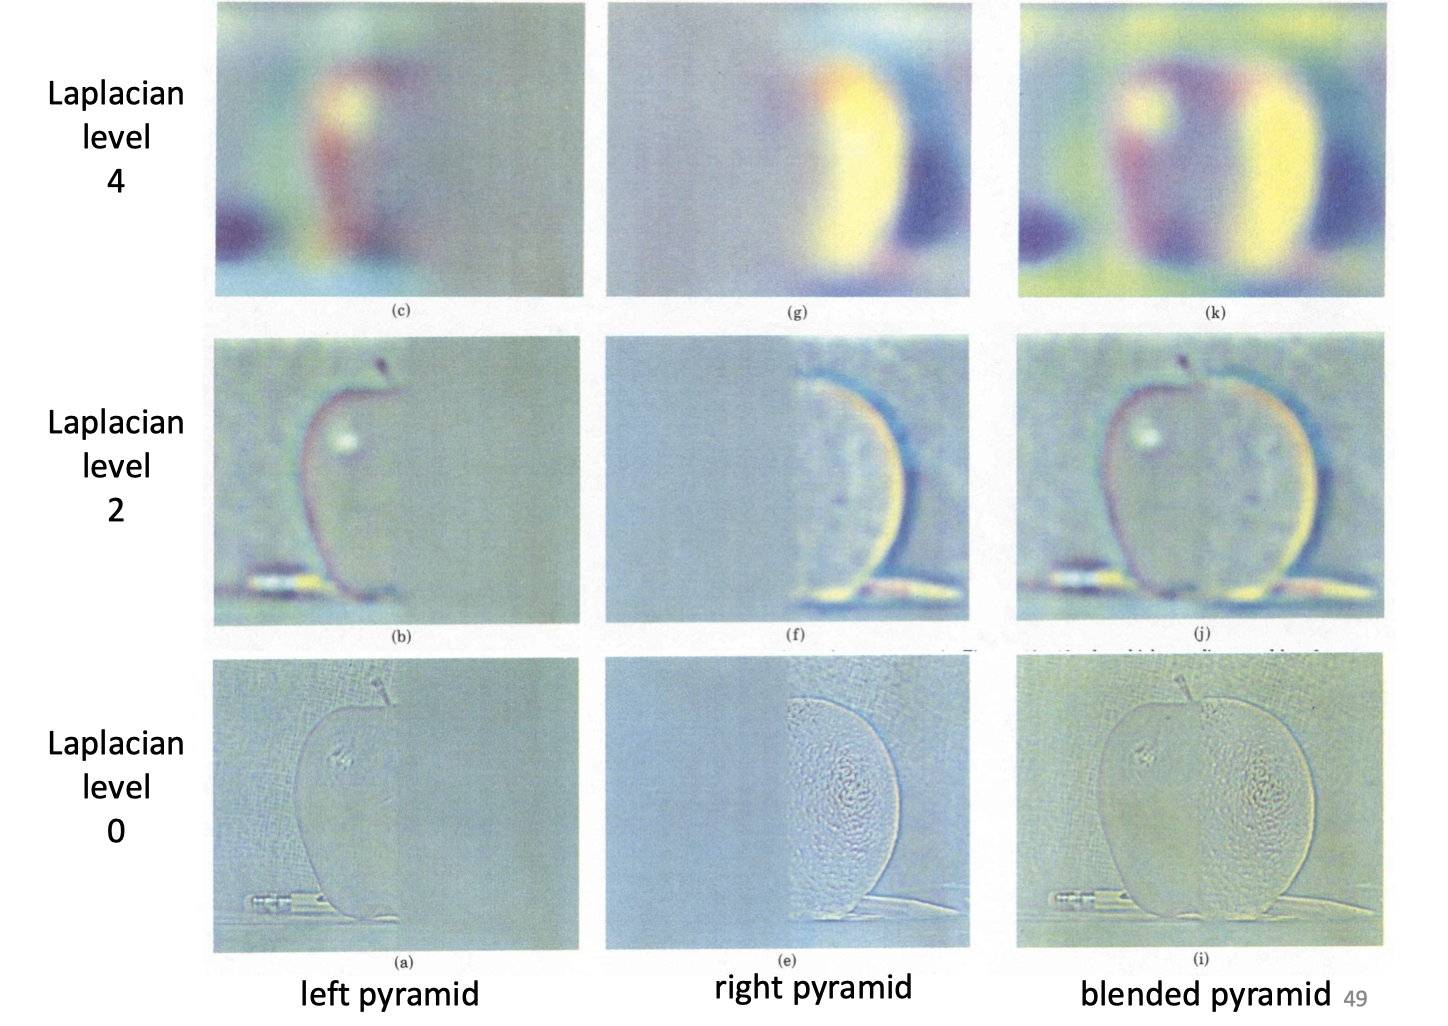 Laplacian
level
4
(c)
(g)
(k)
Laplacian
level
2
(b)
(f)
(j)
Laplacian
level
0
(a)
(e)
(i)
left pyramid
right pyramid
blended pyramid
49